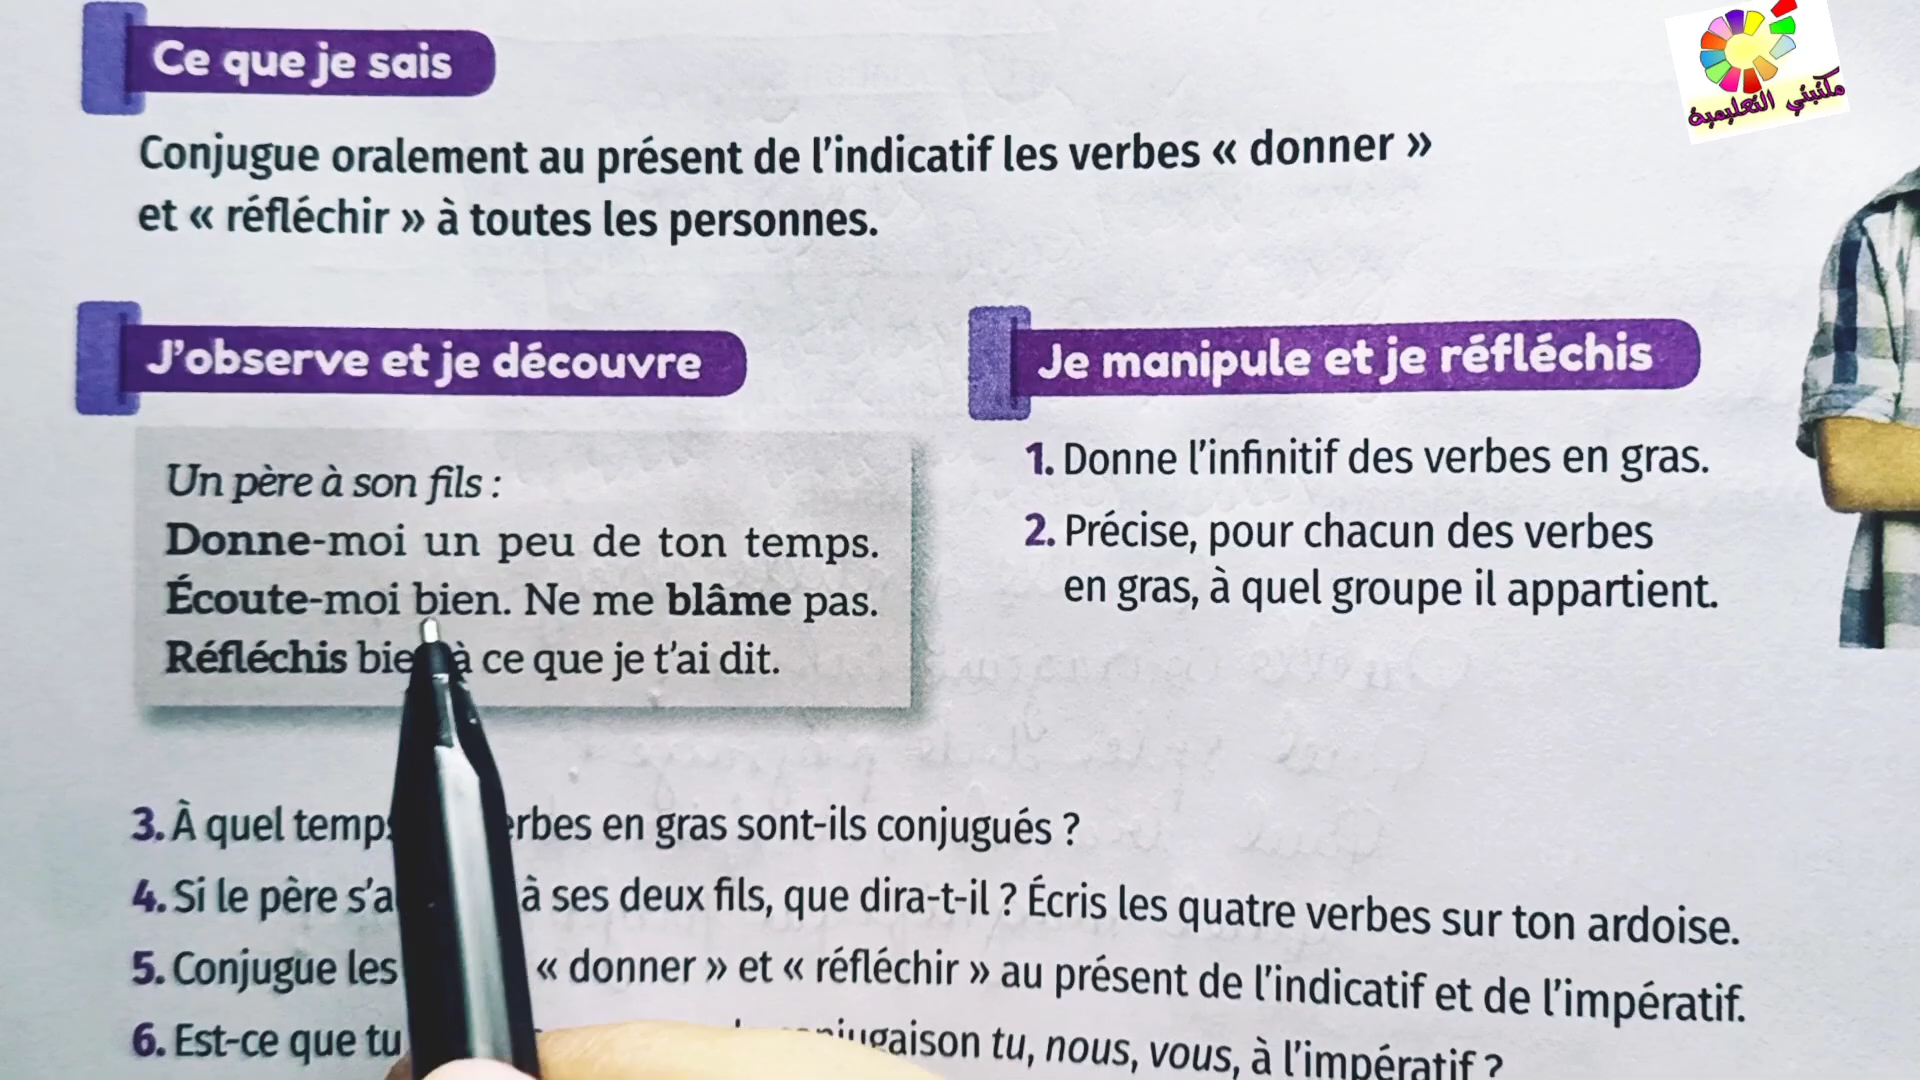 Ce que je sais
مكتبتي التعليمية
Conjugue oralement au présent de l'indicatif les verbes « donner »
et « réfléchir » à toutes les personnes.
J'observe et je découvre
Un père à son fils :
Donne-moi un peu de ton temps.
Écoute-moi bien. Ne me blâme pas.
Réfléchis à ce que je t'ai dit.
Je manipule et je réfléchis
1. Donne l'infinitif des verbes en gras.
2. Précise, pour chacun des verbes
en gras, à quel groupe il appartient.
3. À quel en gras sont-ils conjugués ?
4. Si le père à ses deux fils, que dira-t-il ? Écris les quatre verbes sur ton ardoise.
5. Conjugue les « donner » et « réfléchir » au présent de l'indicatif et de l'impératif.
6. Est-ce que tu tu, nous, vous, à l'impératif ?